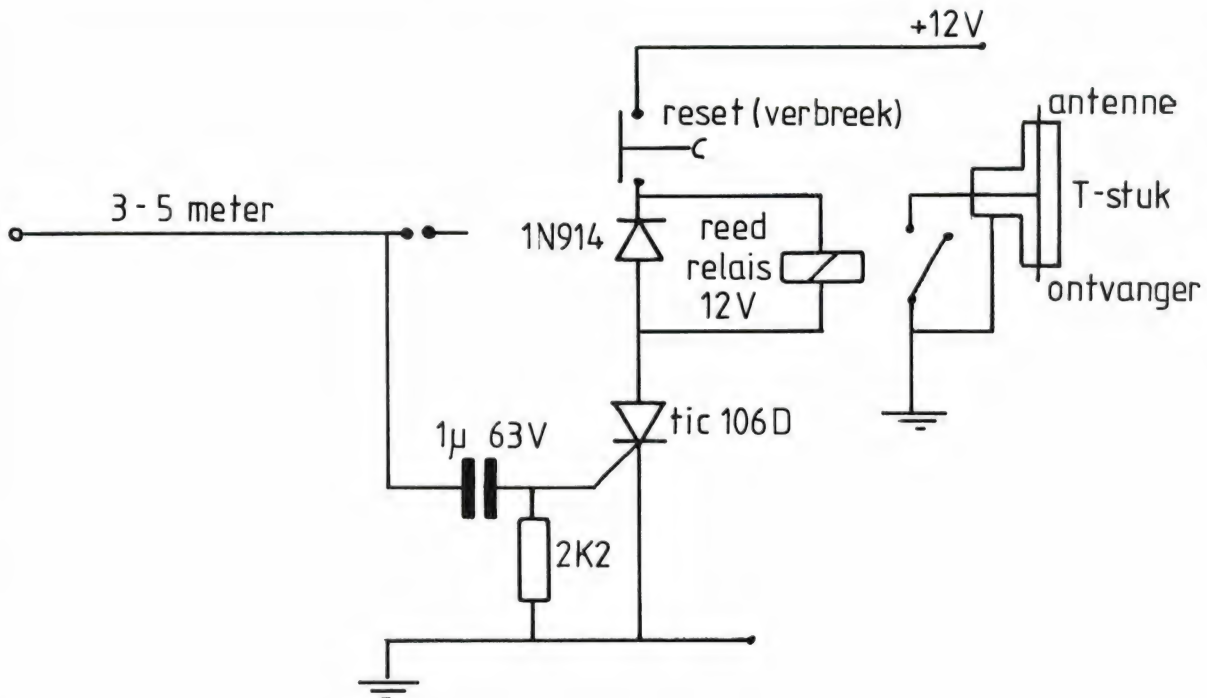 +12V
reset (verbreek)
antenne
T-stuk
ontvanger
3-5 meter
1N914
reed
relais
12V
tic 106D
1µ 63V
2K2